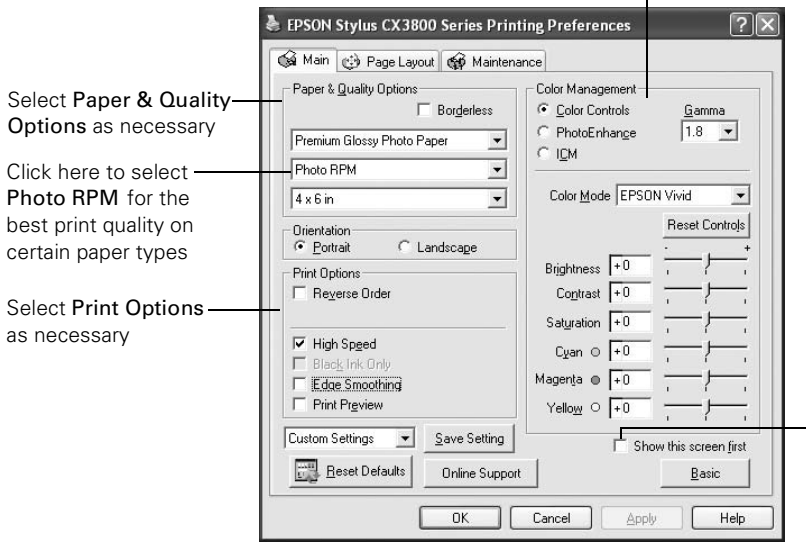 EPSON Stylus CX3800 Series Printing Preferences
Main
Page Layout
Maintenance
Select Paper & Quality
Options as necessary
Click here to select
Photo RPM for the
best print quality on
certain paper types
Select Print Options
as necessary
Paper & Quality Options
Borderless
Premium Glossy Photo Paper
Photo RPM
4 x 6 in
Orientation
Portrait
Landscape
Print Options
Reverse Order
High Speed
Black Ink Only
Edge Smoothing
Print Preview
Custom Settings
Save Setting
Reset Defaults
Online Support
Color Management
Color Controls
PhotoEnhance
ICM
Gamma
1.8
Color Mode EPSON Vivid
Reset Controls
- +
Brightness +0
Contrast +0
Saturation +0
Cyan +0
Magenta +0
Yellow +0
Show this screen first
Basic
OK
Cancel
Apply
Help